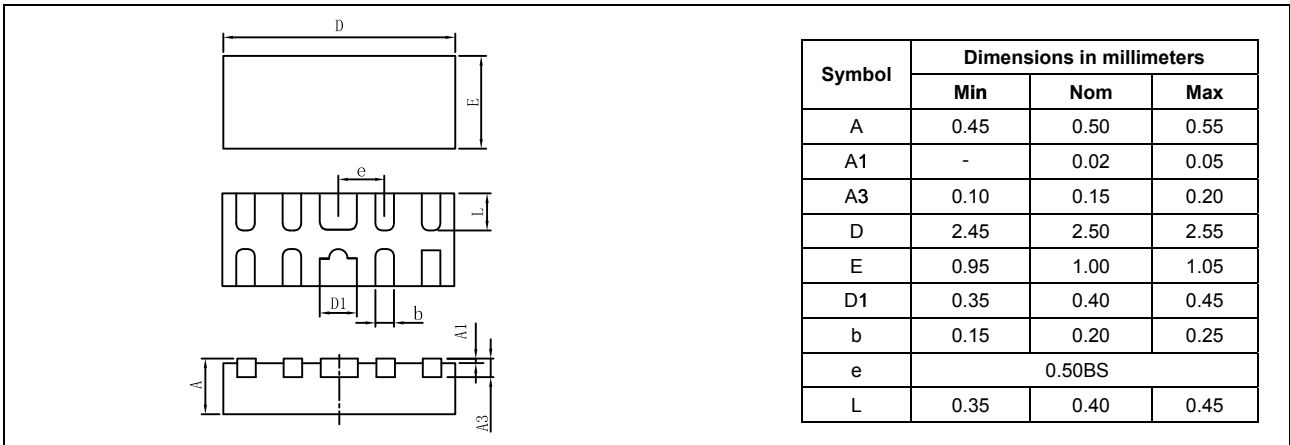 D
E
e
L
D1
b
A1
A
A3
Symbol Dimensions in millimeters
Min Nom Max
A 0.45 0.50 0.55
A1 - 0.02 0.05
A3 0.10 0.15 0.20
D 2.45 2.50 2.55
E 0.95 1.00 1.05
D1 0.35 0.40 0.45
b 0.15 0.20 0.25
e 0.50BS
L 0.35 0.40 0.45